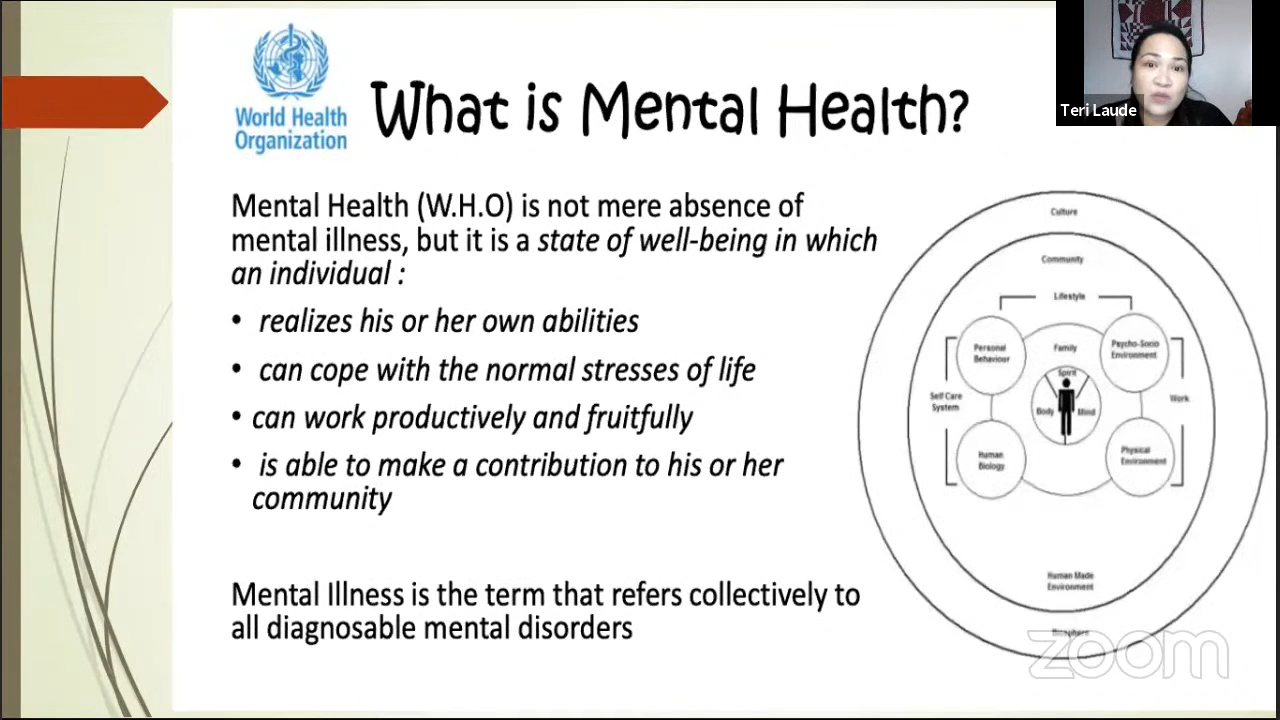 World Health
Organization
What is Mental Health?
Teri Laude
Mental Health (W.H.O) is not mere absence of
mental illness, but it is a state of well-being in which
an individual :
• realizes his or her own abilities
• can cope with the normal stresses of life
• can work productively and fruitfully
• is able to make a contribution to his or her
community
Mental Illness is the term that refers collectively to
all diagnosable mental disorders
Culture
Community
Lifestyle
Personal
Behaviour
Family
Psycho-Socio
Environment
Spirit
Self Care
System
Body
Mind
Work
Human
Biology
Physical
Environment
Human Made
Environment
Biosphere
zoom